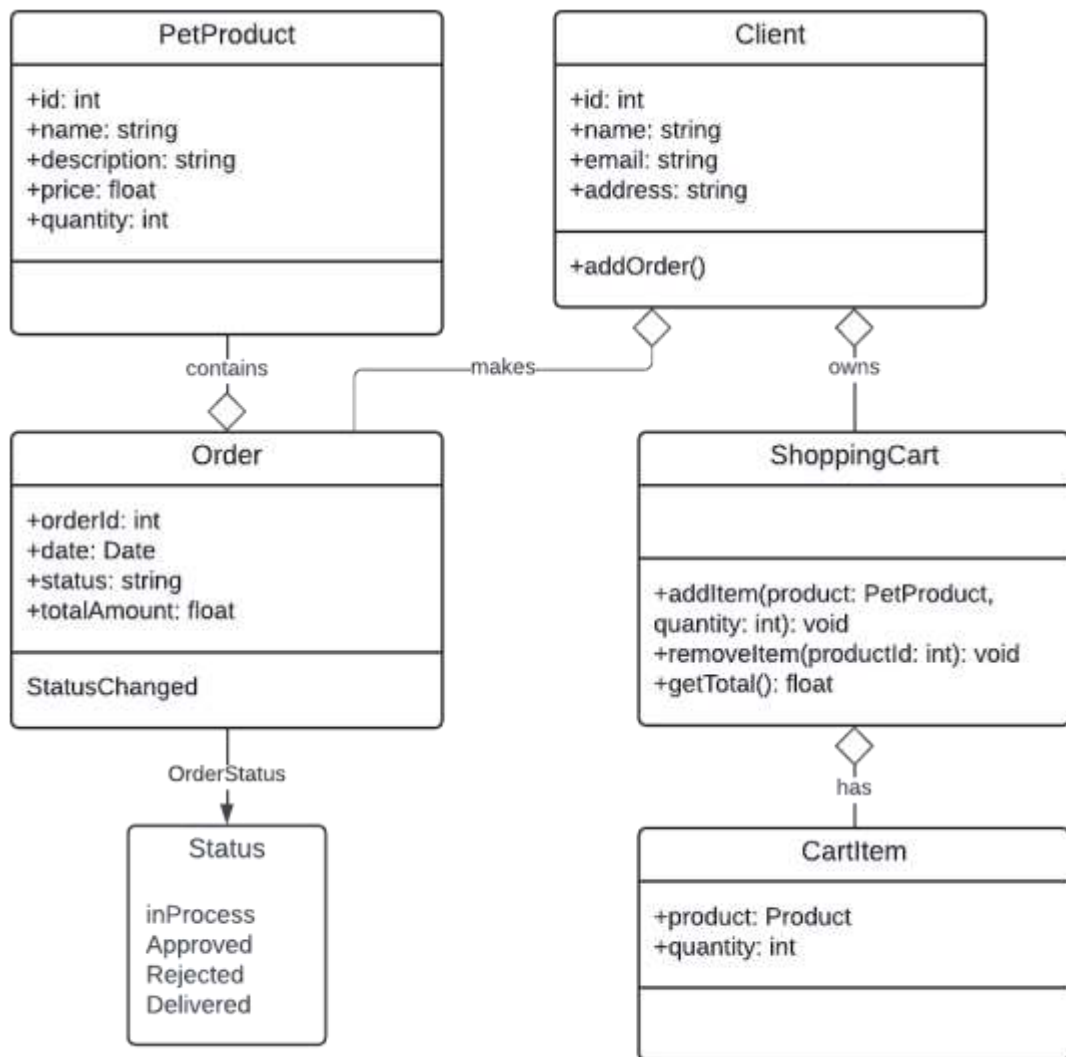 PetProduct
+id: int
+name: string
+description: string
+price: float
+quantity: int
Client
+id: int
+name: string
+email: string
+address: string
+addOrder()
contains
makes
owns
Order
+orderId: int
+date: Date
+status: string
+totalAmount: float
StatusChanged
ShoppingCart
+addItem(product: PetProduct,
quantity: int): void
+removeItem(productId: int): void
+getTotal(): float
OrderStatus
has
Status
inProcess
Approved
Rejected
Delivered
CartItem
+product: Product
+quantity: int